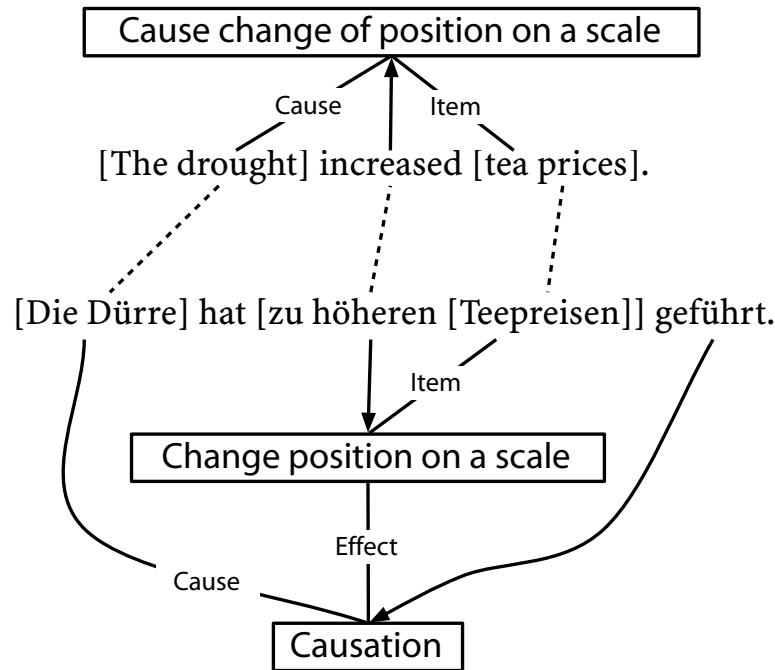 Cause change of position on a scale
Cause Item
[The drought] increased [tea prices].
[Die Dürre] hat [zu höheren [Teepreisen]] geführt.
Item
Change position on a scale
Effect
Cause
Causation